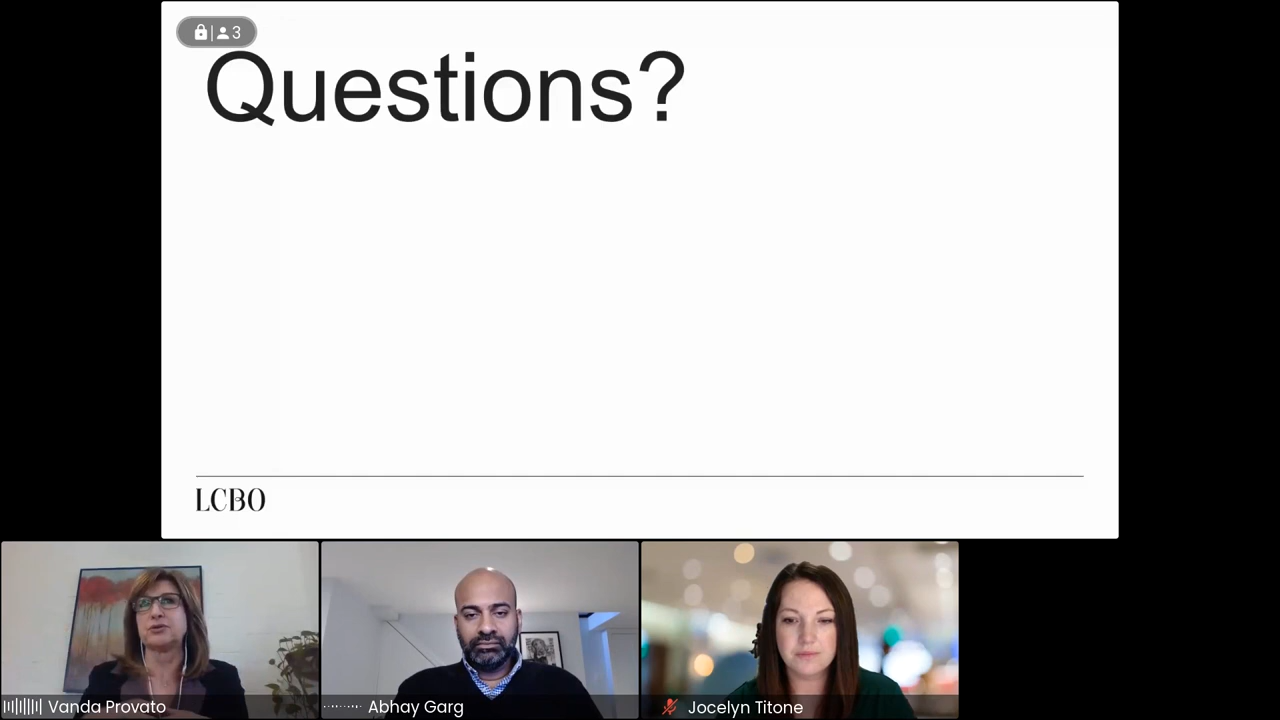 3
Questions?
LCBO
Vanda Provato
Abhay Garg
Jocelyn Titone